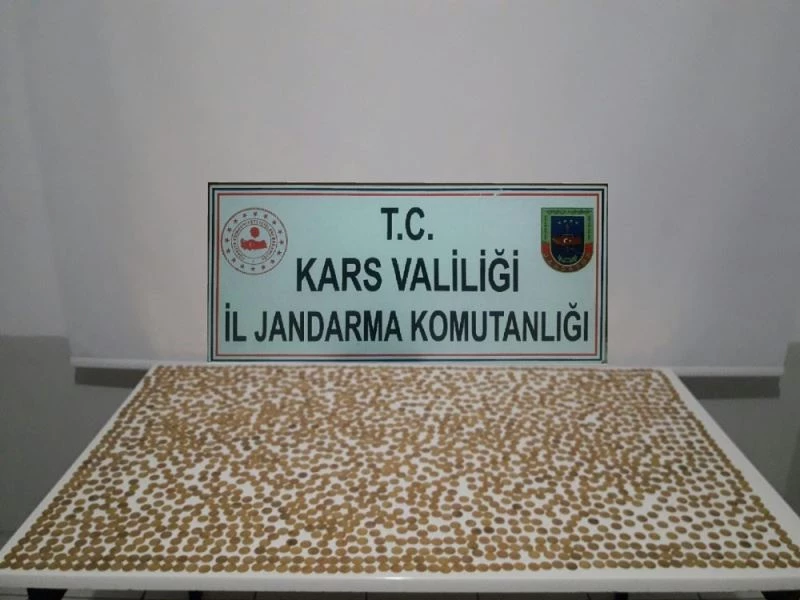 T.C.
KARS VALİLİĞİ
İL JANDARMA KOMUTANLIĞI